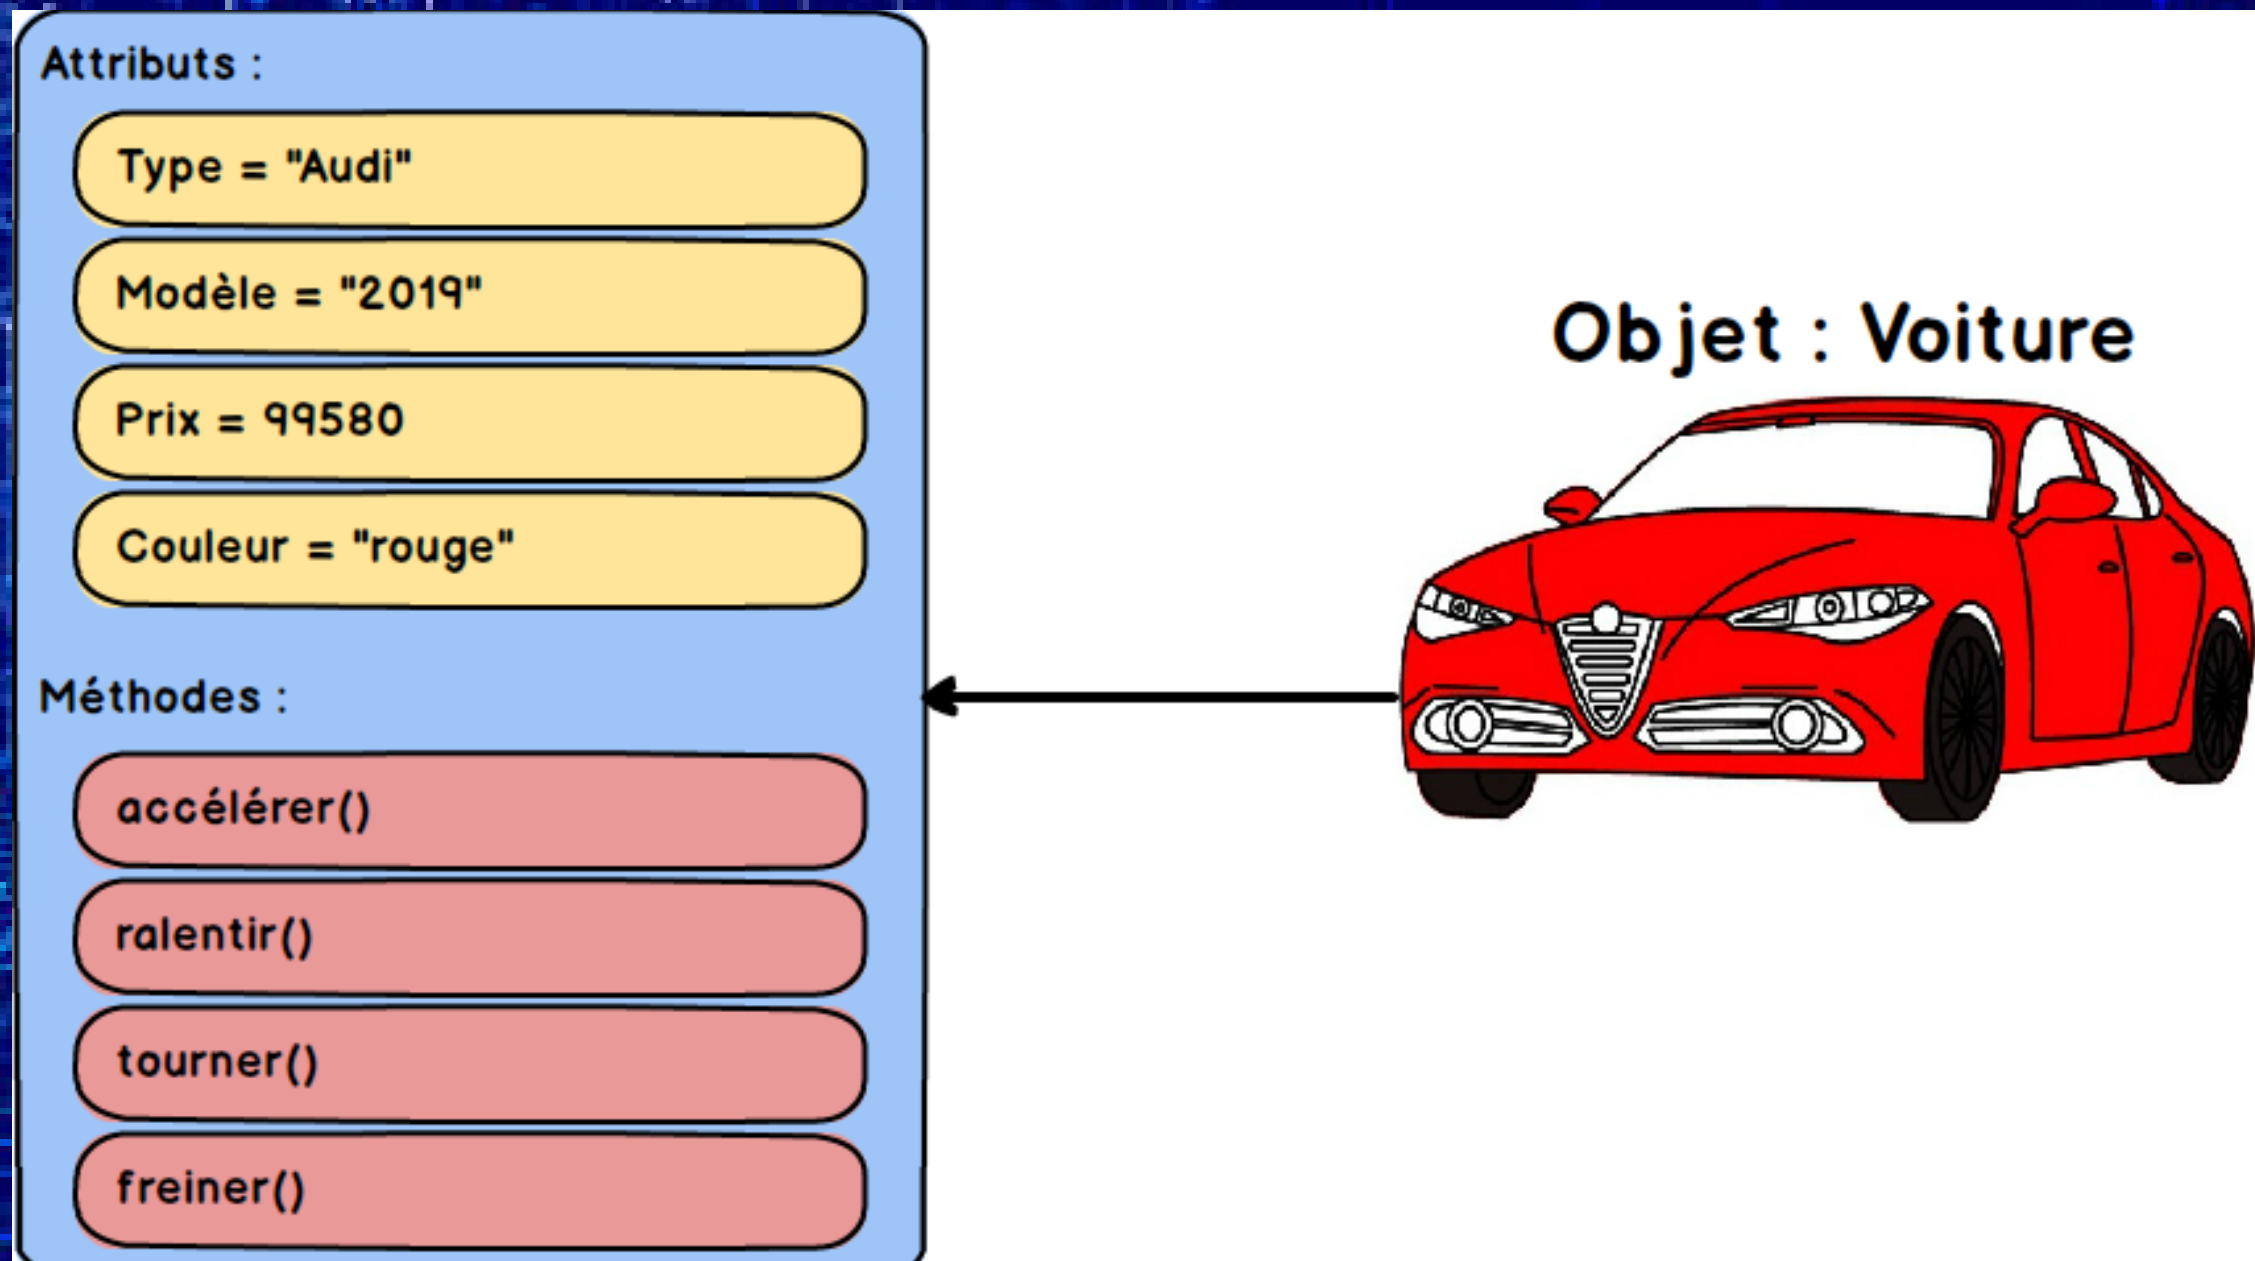 Attributs :
Type = "Audi"
Modèle = "2019"
Prix = 99580
Couleur = "rouge"
Méthodes :
accélérer()
ralentir()
tourner()
freiner()
Objet : Voiture